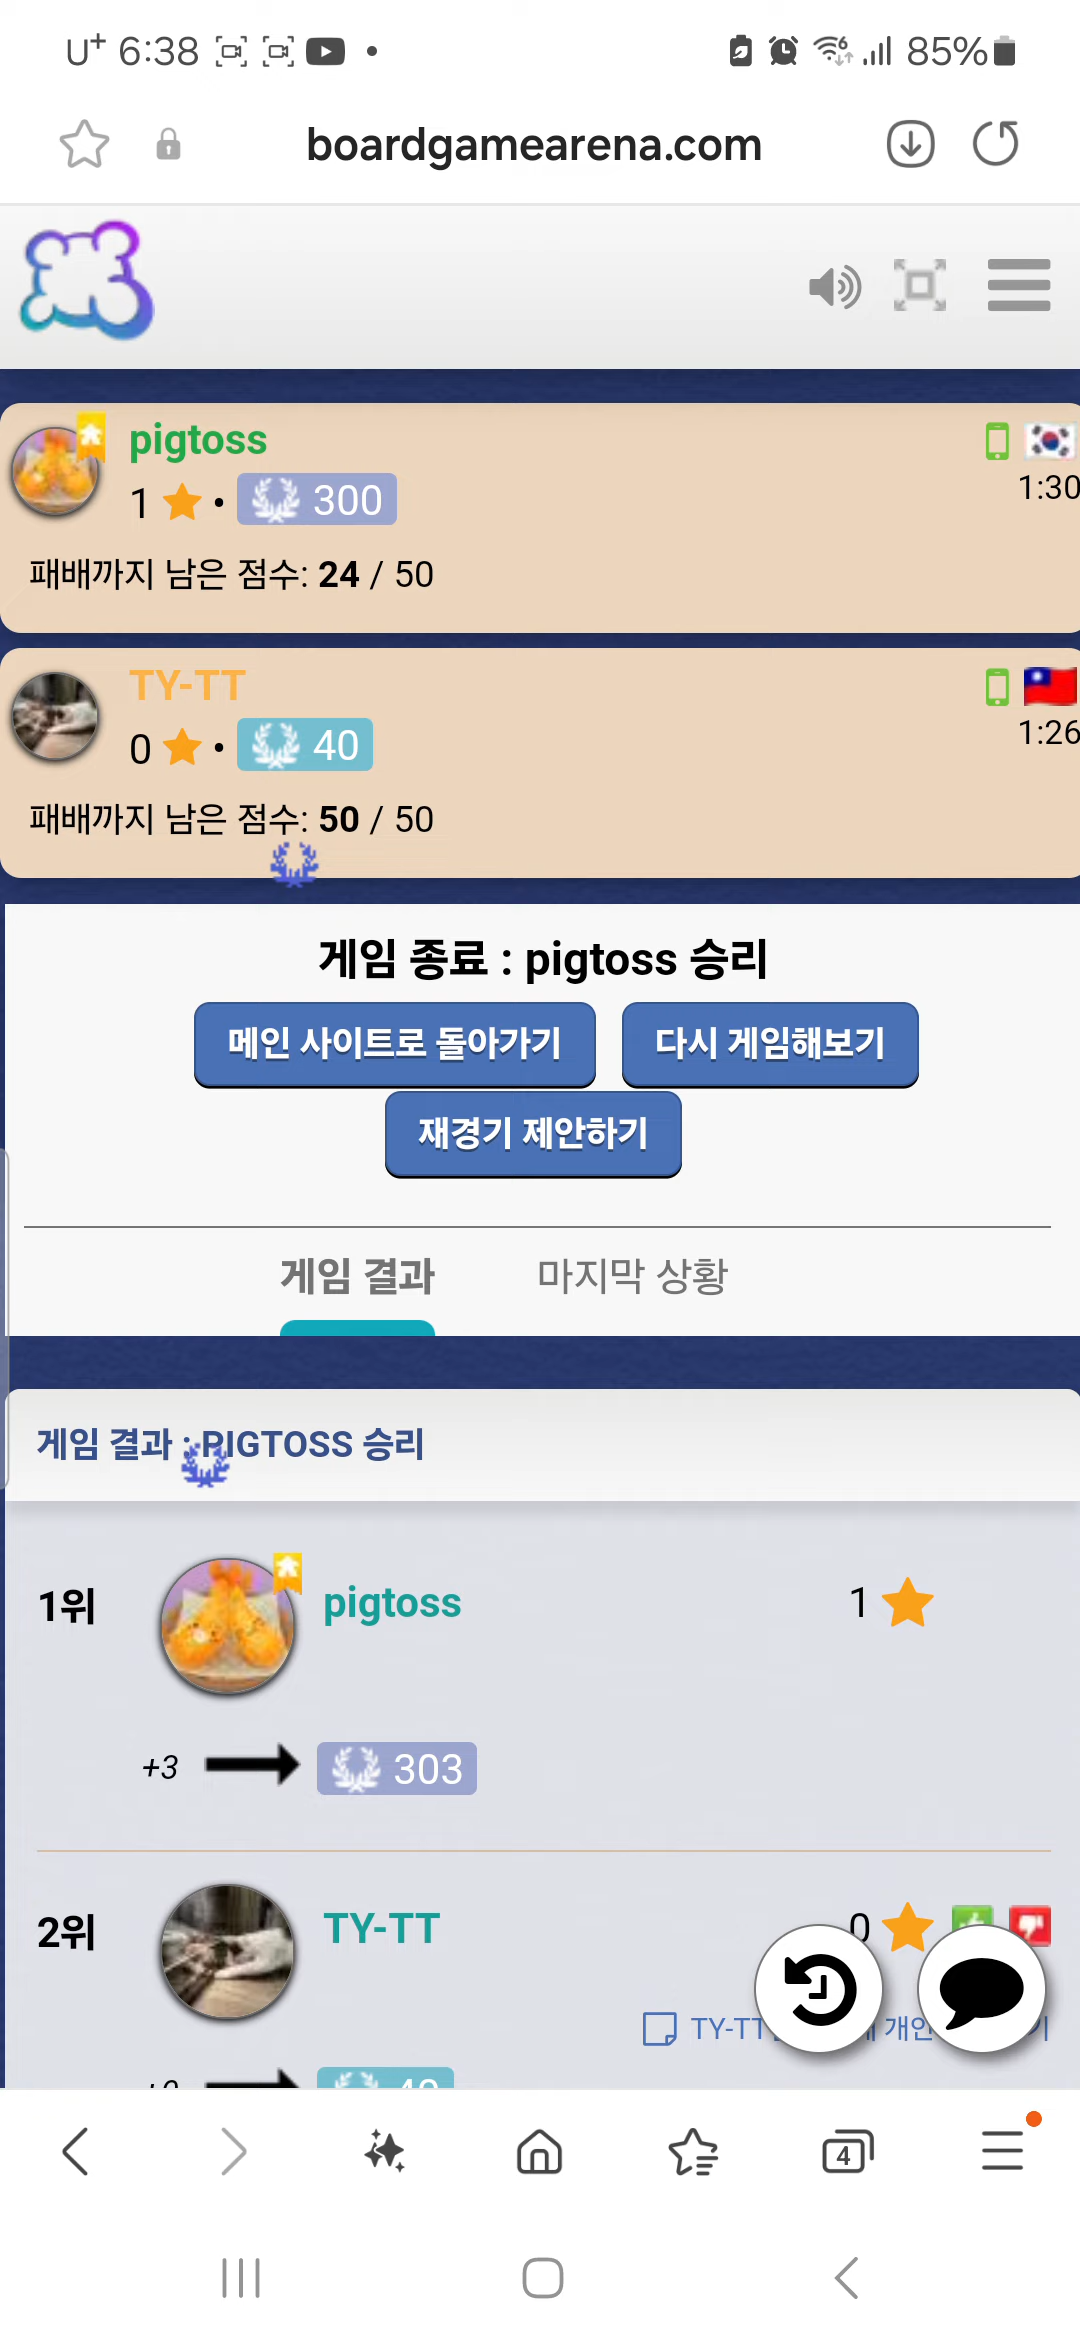 U+ 6:38 85%
boardgamearena.com
pigtoss
1 • 300
1:30
패배까지 남은 점수: 24 / 50
TY-TT
0 • 40
1:26
패배까지 남은 점수: 50 / 50
게임 종료 : pigtoss 승리
메인 사이트로 돌아가기 다시 게임해보기
재경기 제안하기
게임 결과 마지막 상황
게임 결과 : PIGTOSS 승리
1위 pigtoss 1
+3 303
2위 TY-TT 0
TY-TT 개인
40
4